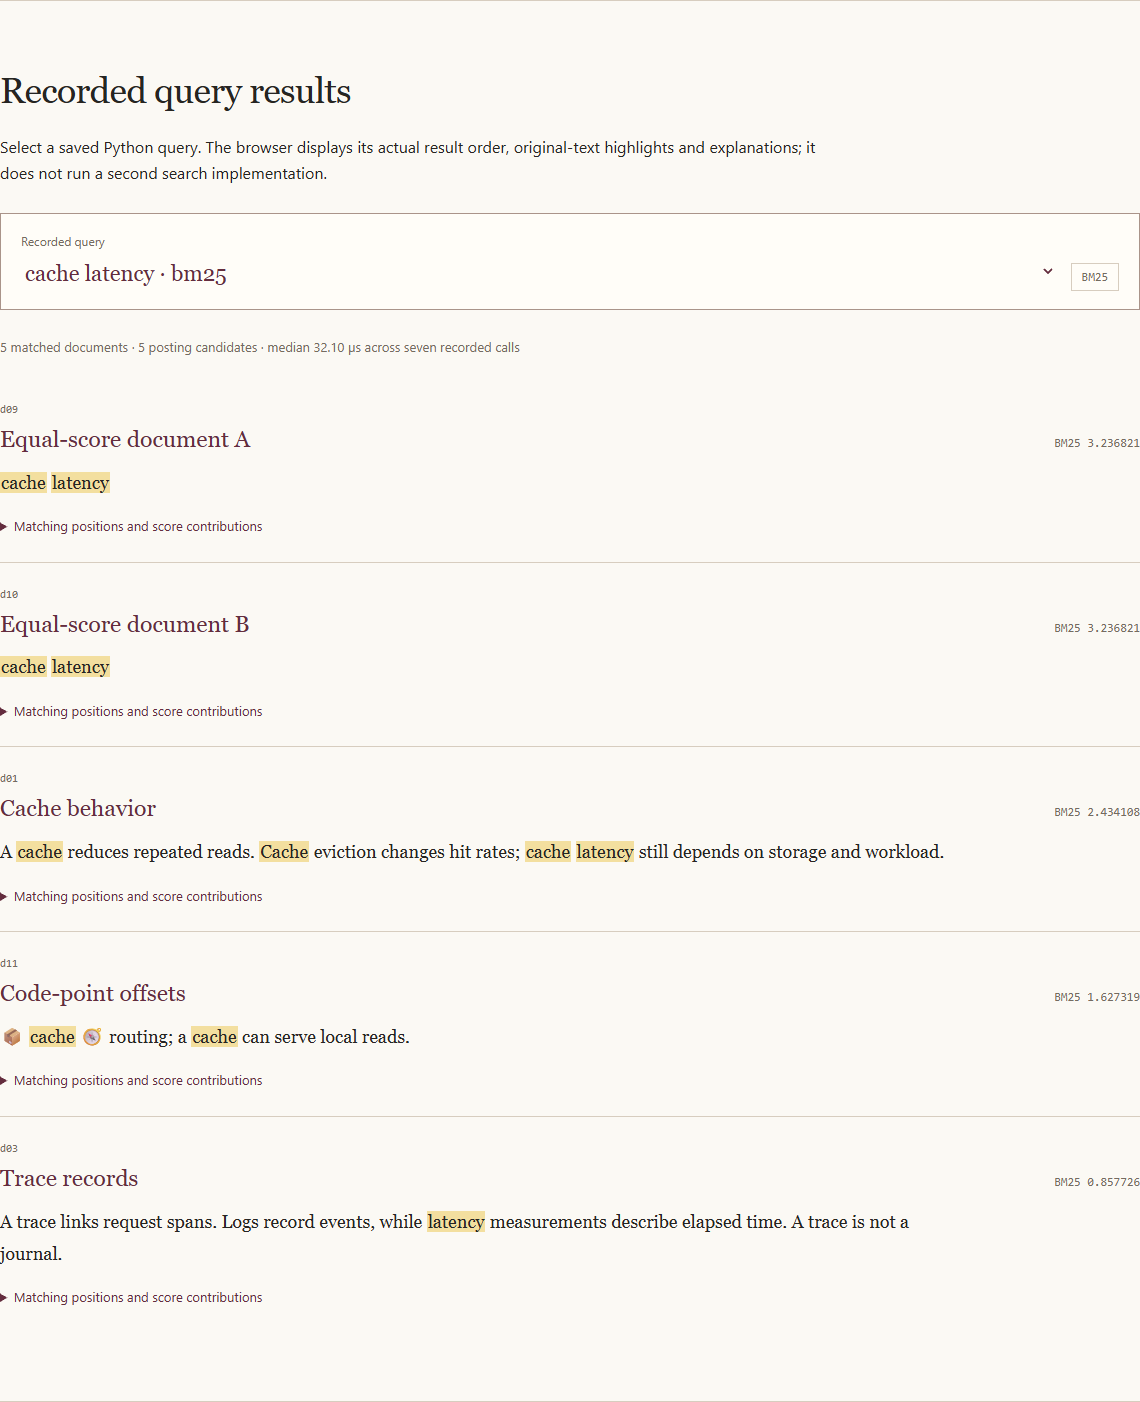 Recorded query results
Select a saved Python query. The browser displays its actual result order, original-text highlights and explanations; it
does not run a second search implementation.
Recorded query
cache latency · bm25
BM25
5 matched documents · 5 posting candidates · median 32.10 µs across seven recorded calls
d09
Equal-score document A
BM25 3.236821
cache latency
Matching positions and score contributions
d10
Equal-score document B
BM25 3.236821
cache latency
Matching positions and score contributions
d01
Cache behavior
BM25 2.434108
A cache reduces repeated reads. Cache eviction changes hit rates; cache latency still depends on storage and workload.
Matching positions and score contributions
d11
Code-point offsets
BM25 1.627319
📦 cache 🧭 routing; a cache can serve local reads.
Matching positions and score contributions
d03
Trace records
BM25 0.857726
A trace links request spans. Logs record events, while latency measurements describe elapsed time. A trace is not a
journal.
Matching positions and score contributions